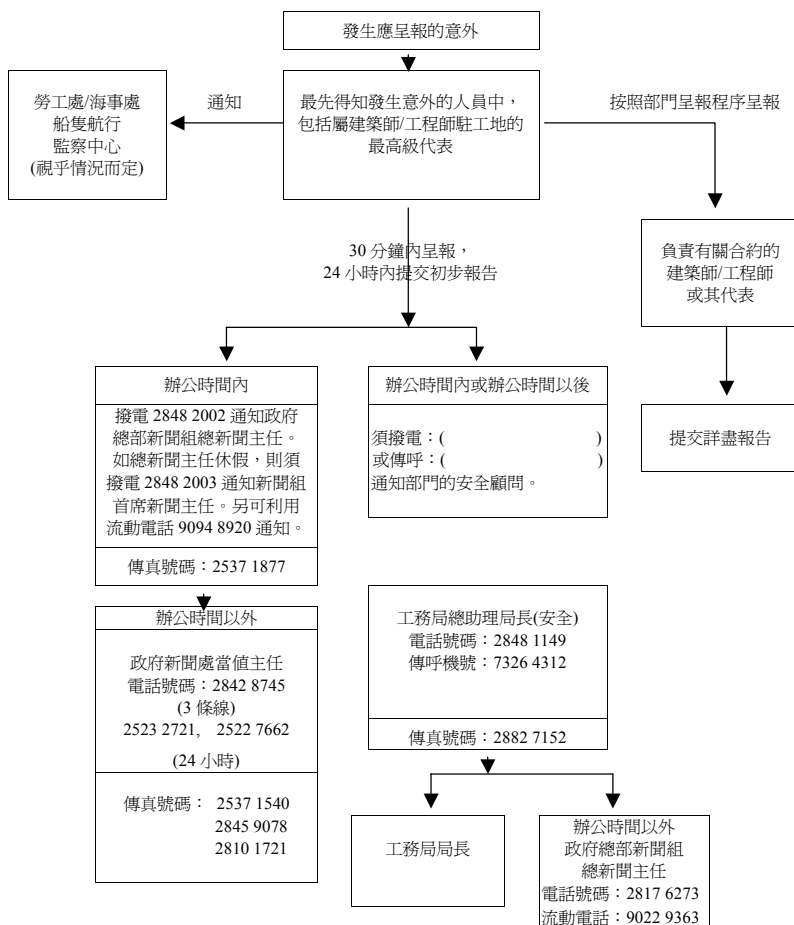 發生應呈報的意外
勞工處/海事處
船隻航行
監察中心
(視乎情況而定)
通知
最先得知發生意外的人員中，
包括屬建築師/工程師駐工地的
最高級代表
按照部門呈報程序呈報
30 分鐘內呈報，
24 小時內提交初步報告
負責有關合約的
建築師/工程師
或其代表
提交詳盡報告
辦公時間內
撥電 2848 2002 通知政府
總部新聞組總新聞主任。
如總新聞主任休假，則須
撥電 2848 2003 通知新聞組
首席新聞主任。另可利用
流動電話 9094 8920 通知。
傳真號碼：2537 1877
辦公時間內或辦公時間以後
須撥電：( )
或傳呼：( )
通知部門的安全顧問。
辦公時間以外
政府新聞處當值主任
電話號碼：2842 8745
(3 條線)
2523 2721, 2522 7662
(24 小時)
傳真號碼： 2537 1540
2845 9078
2810 1721
工務局總助理局長(安全)
電話號碼：2848 1149
傳呼機號：7326 4312
傳真號碼：2882 7152
工務局局長
辦公時間以外
政府總部新聞組
總新聞主任
電話號碼：2817 6273
流動電話：9022 9363